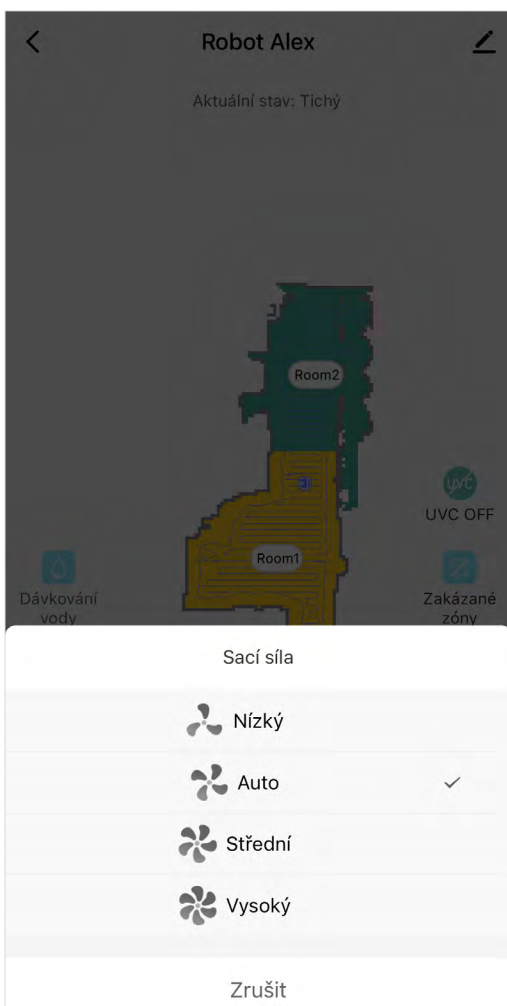 Robot Alex
Aktuální stav: Tichý
Room2
UVC
UVC OFF
Room1
Dávkování
vody
Zakázané
zóny
Sací síla
Nízký
Auto
Střední
Vysoký
Zrušit